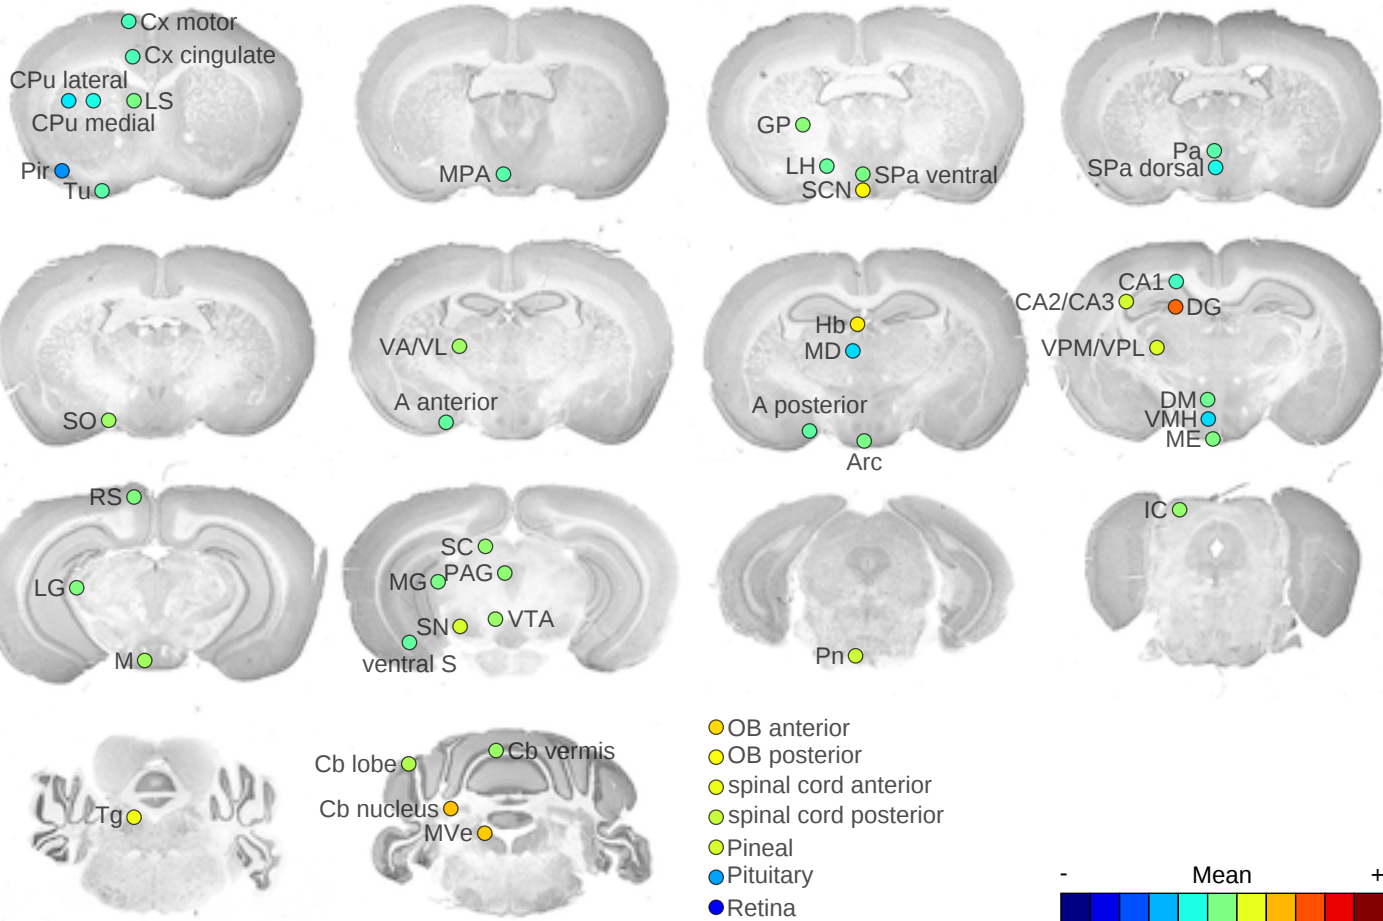 Cx motor
Cx cingulate
CPu lateral
LS
CPu medial
Pir
Tu
MPA
GP
LH
SPa ventral
SCN
Pa
SPa dorsal
SO
VA/VL
A anterior
Hb
MD
A posterior
Arc
CA1
CA2/CA3
DG
VPM/VPL
DM
VMH
ME
RS
LG
M
SC
MG
PAG
SN
VTA
ventral S
Pn
IC
Tg
Cb lobe
Cb vermis
Cb nucleus
MVe
OB anterior
OB posterior
spinal cord anterior
spinal cord posterior
Pineal
Pituitary
Retina
- Mean +